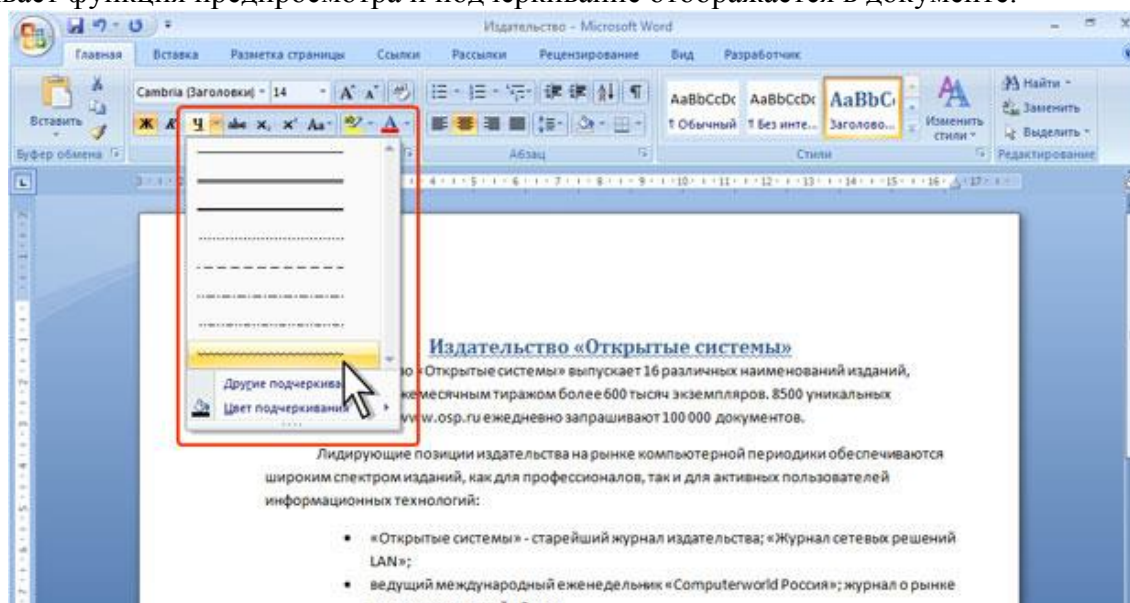 функция предпросмотра и подчеркивание отображается в документе.
Издательство - Microsoft Word
Главная Вставка Разметка страницы Ссылки Рассылки Рецензирование Вид Разработчик
Cambria (Заголовки) 14
Вставить
Ж К Ч abc x, x' Aa
AaBbCcDc AaBbCcDc AaBbC
¶ Обычный ¶ Без инте... Заголово...
Изменить стили
Найти
Заменить
Выделить
Буфер обмена Абзац Стили Редактирование
Другие подчеркива
Цвет подчеркивания
Издательство «Открытые системы»
«Открытые системы» выпускает 16 различных наименований изданий,
месячным тиражом более 600 тысяч экземпляров. 8500 уникальных
www.osp.ru ежедневно запрашивают 100 000 документов.
Лидирующие позиции издательства на рынке компьютерной периодики обеспечиваются
широким спектром изданий, как для профессионалов, так и для активных пользователей
информационных технологий:
• «Открытые системы» - старейший журнал издательства; «Журнал сетевых решений
LAN»;
• ведущий международный еженедельник «Computerworld Россия»; журнал о рынке